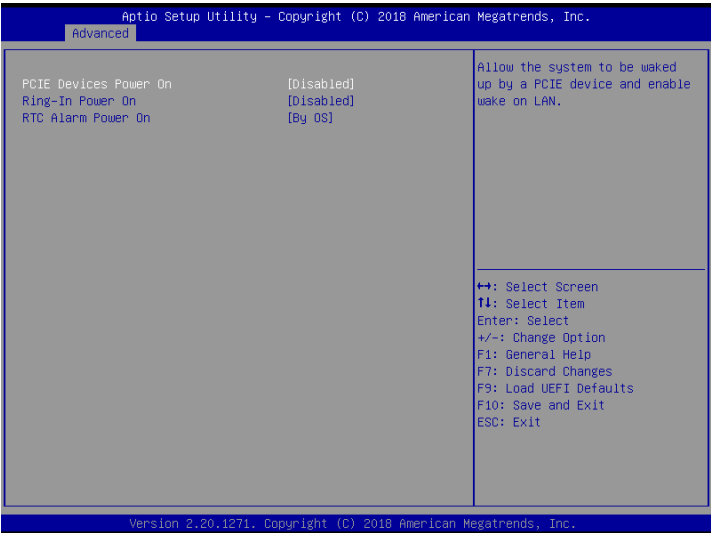 Aptio Setup Utility – Copyright (C) 2018 American Megatrends, Inc.
Advanced
PCIE Devices Power On [Disabled]
Ring-In Power On [Disabled]
RTC Alarm Power On [By OS]
Allow the system to be waked
up by a PCIE device and enable
wake on LAN.
↔: Select Screen
↑↓: Select Item
Enter: Select
+/-: Change Option
F1: General Help
F7: Discard Changes
F9: Load UEFI Defaults
F10: Save and Exit
ESC: Exit
Version 2.20.1271. Copyright (C) 2018 American Megatrends, Inc.